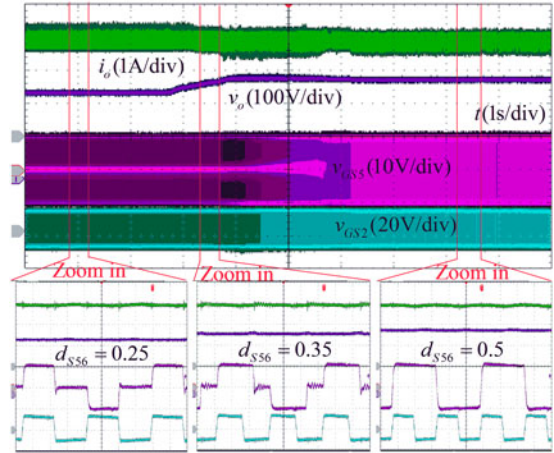 i_o(1A/div)
v_o(100V/div)
t(1s/div)
v_GS5(10V/div)
v_GS2(20V/div)
Zoom in
Zoom in
Zoom in
d_S56 = 0.25
d_S56 = 0.35
d_S56 = 0.5